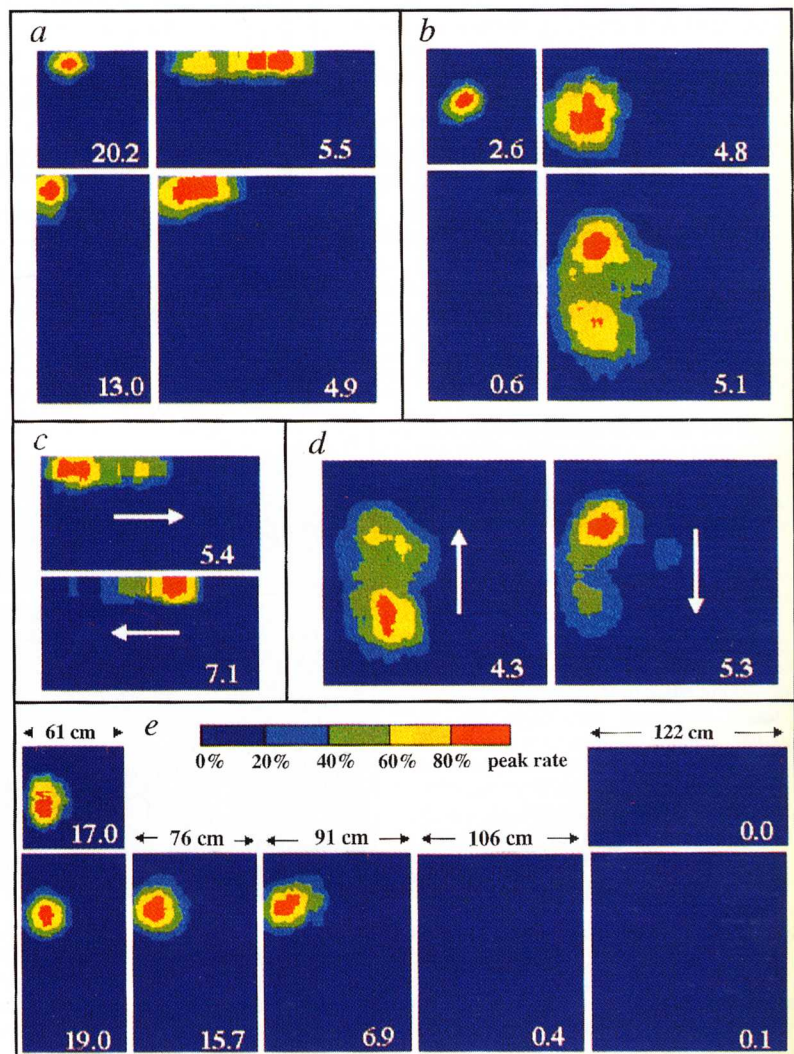 a
20.2 5.5
13.0 4.9
b
2.6 4.8
0.6 5.1
c
5.4
7.1
d
4.3 5.3
e
61 cm
122 cm
0% 20% 40% 60% 80% peak rate
17.0
0.0
76 cm 91 cm 106 cm
19.0 15.7 6.9 0.4 0.1